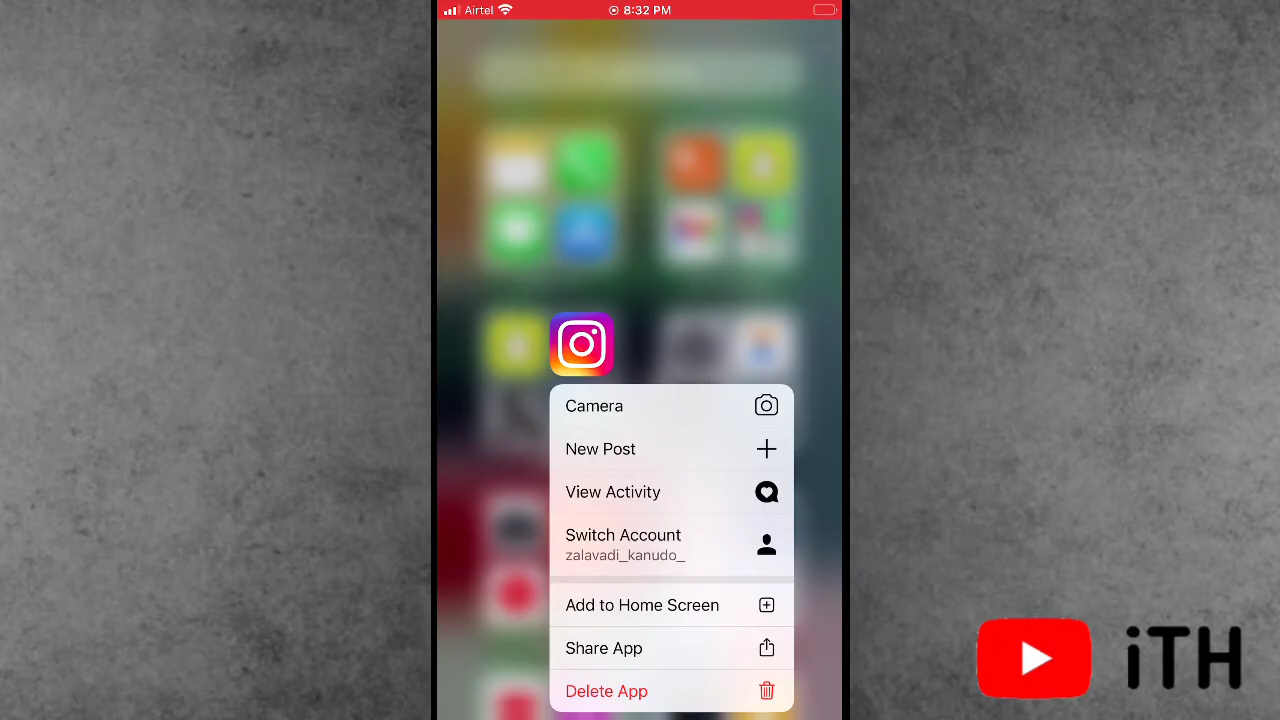 Airtel 8:32 PM
Camera
New Post
View Activity
Switch Account
zalavadi_kanudo_
Add to Home Screen
Share App
Delete App
iTH